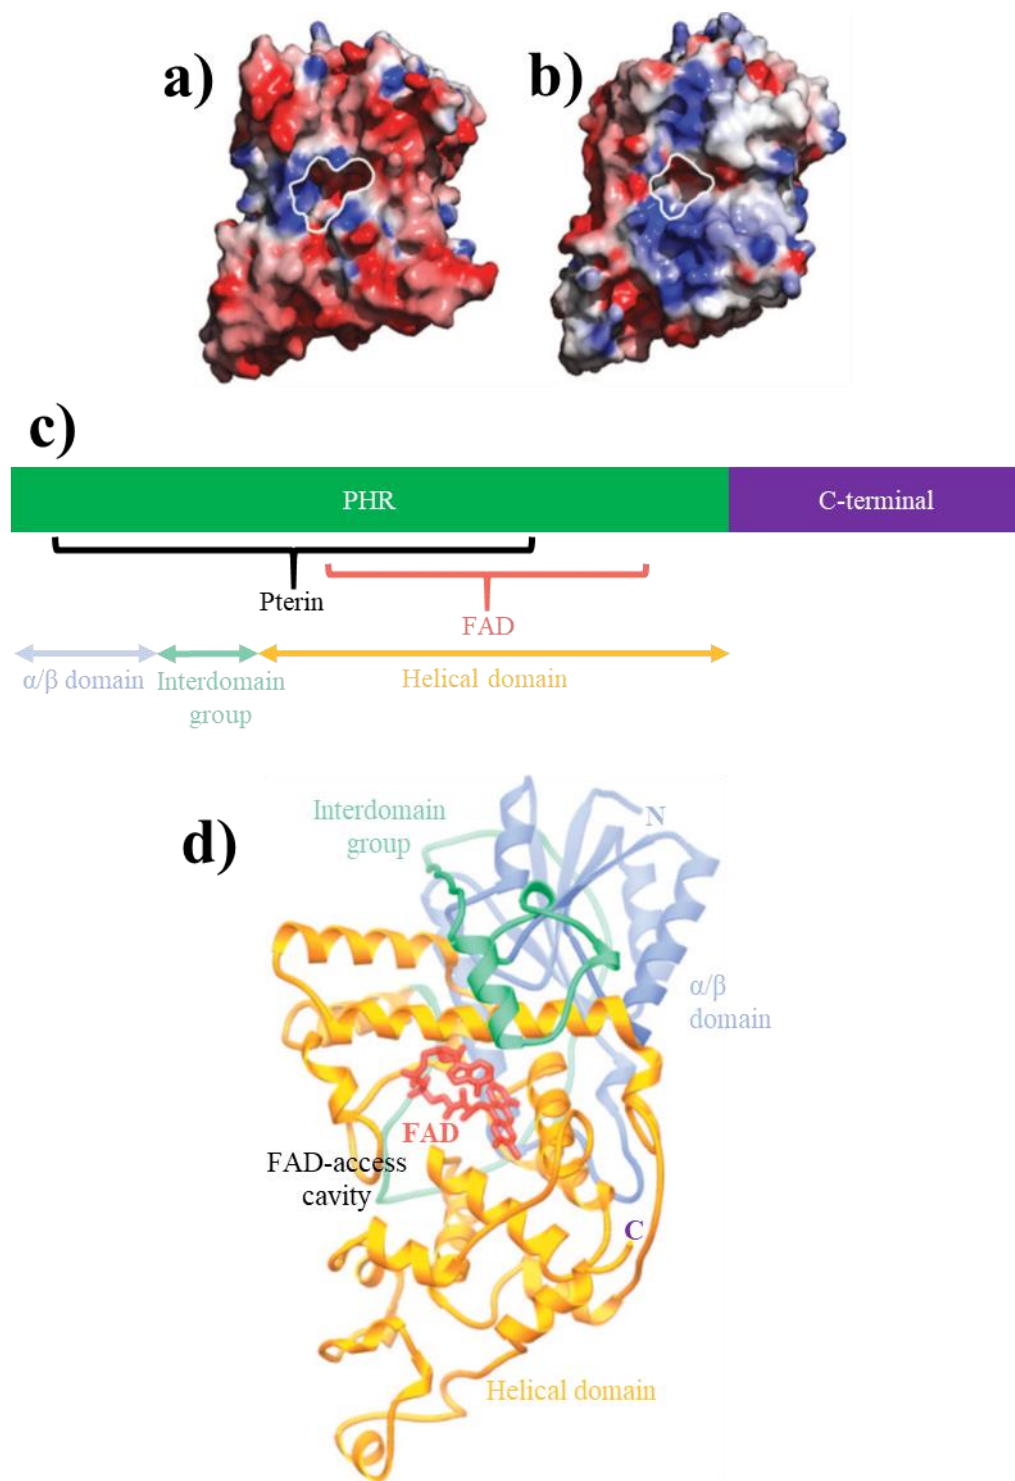 a)
b)
c)
PHR
C-terminal
Pterin
FAD
α/β domain
Interdomain
group
Helical domain
d)
Interdomain
group
N
α/β
domain
FAD
FAD-access
cavity
C
Helical domain